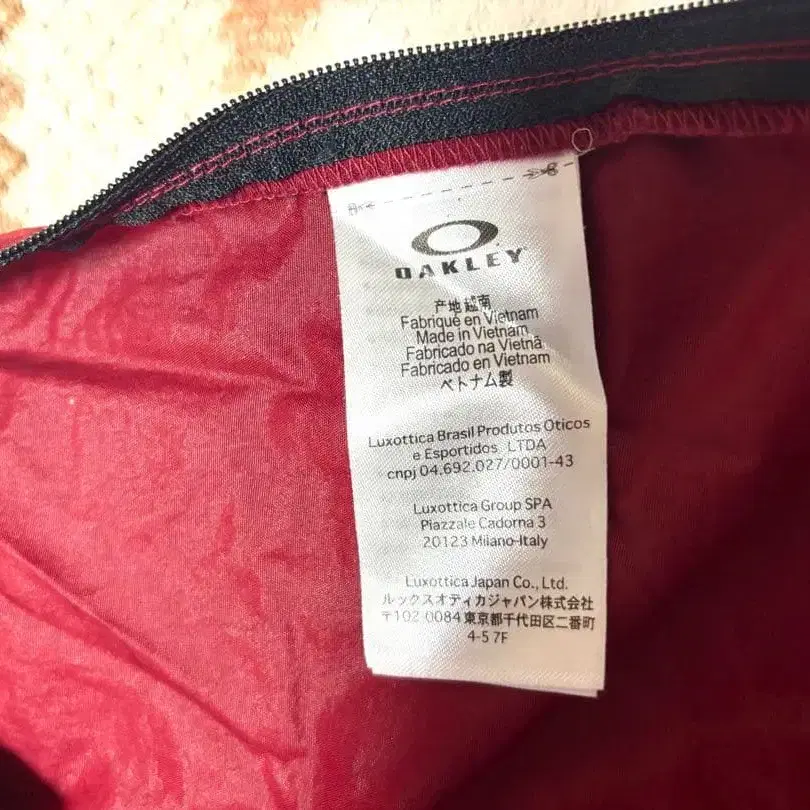 OAKLEY
产地越南
Fabriqué en Vietnam
Made in Vietnam
Fabricado na Vietnã
Fabricado en Vietnam
ベトナム製
Luxottica Brasil Produtos Oticos
e Esportidos LTDA
cnpj 04.692.027/0001-43
Luxottica Group SPA
Piazzale Cadorna 3
20123 Milano-Italy
Luxottica Japan Co., Ltd.
ルックスオティカジャパン株式会社
〒102-0084 東京都千代田区二番町
4-5 7F